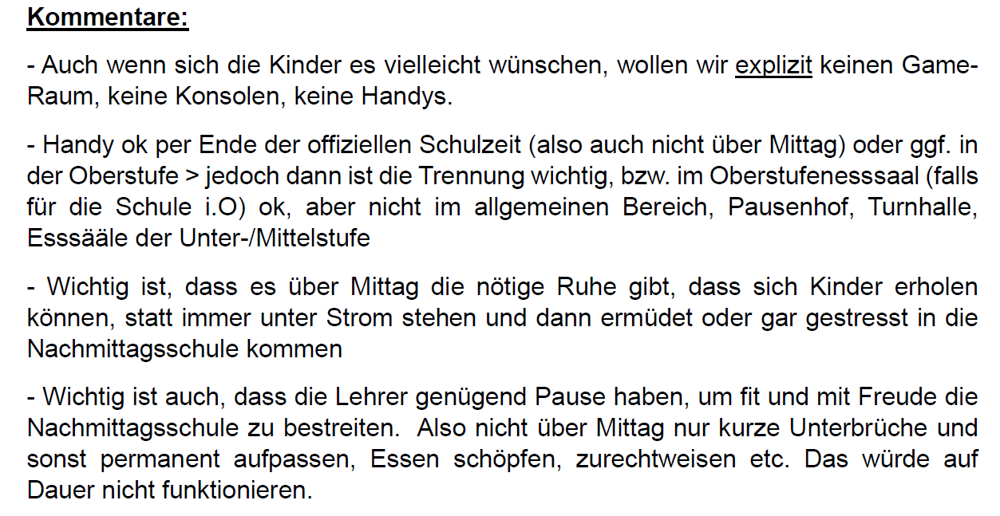 Kommentare:
- Auch wenn sich die Kinder es vielleicht wünschen, wollen wir explizit keinen Game-
Raum, keine Konsolen, keine Handys.
- Handy ok per Ende der offiziellen Schulzeit (also auch nicht über Mittag) oder ggf. in
der Oberstufe > jedoch dann ist die Trennung wichtig, bzw. im Oberstufenesssaal (falls
für die Schule i.O) ok, aber nicht im allgemeinen Bereich, Pausenhof, Turnhalle,
Esssääle der Unter-/Mittelstufe
- Wichtig ist, dass es über Mittag die nötige Ruhe gibt, dass sich Kinder erholen
können, statt immer unter Strom stehen und dann ermüdet oder gar gestresst in die
Nachmittagsschule kommen
- Wichtig ist auch, dass die Lehrer genügend Pause haben, um fit und mit Freude die
Nachmittagsschule zu bestreiten.  Also nicht über Mittag nur kurze Unterbrüche und
sonst permanent aufpassen, Essen schöpfen, zurechtweisen etc. Das würde auf
Dauer nicht funktionieren.